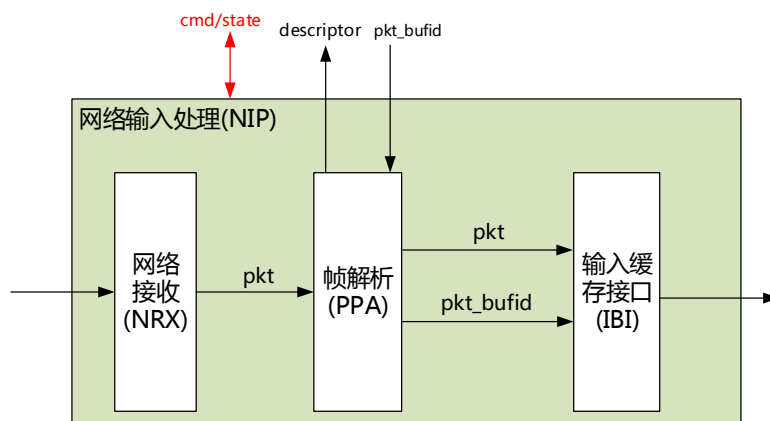 cmd/state
descriptor
pkt_bufid
网络输入处理(NIP)
网络
接收
(NRX)
pkt
帧解析
(PPA)
pkt
pkt_bufid
输入缓
存接口
(IBI)